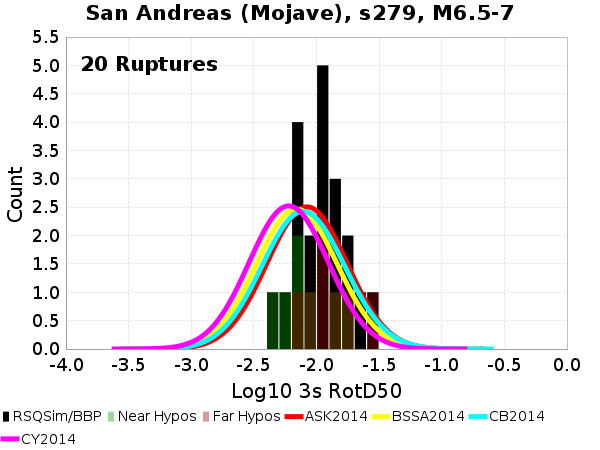 San Andreas (Mojave), s279, M6.5-7
20 Ruptures
5.5
5.0
4.5
4.0
3.5
3.0
2.5
2.0
1.5
1.0
0.5
0.0
Count
-4.0 -3.5 -3.0 -2.5 -2.0 -1.5 -1.0 -0.5 0.0
Log10 3s RotD50
RSQSim/BBP Near Hypos Far Hypos ASK2014 BSSA2014 CB2014
CY2014